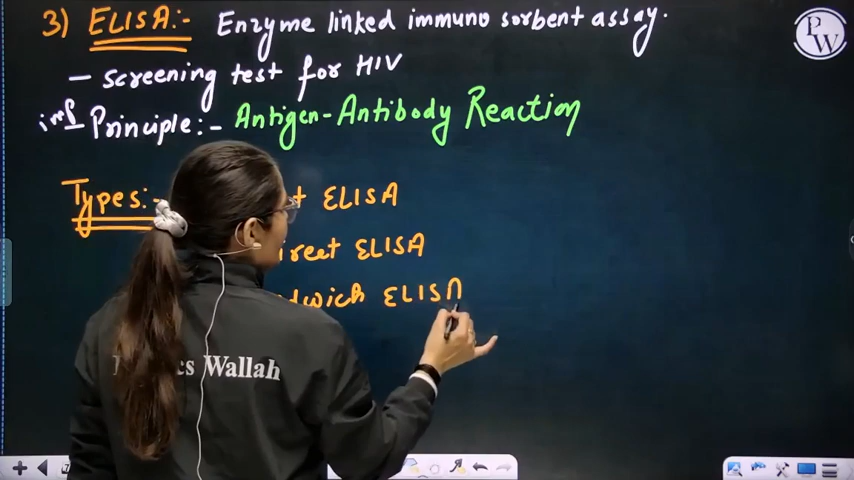 3) ELISA:- Enzyme linked immuno sorbent assay.
PW
- screening test for HIV
imp - Principle:- Antigen-Antibody Reaction
Types:- ELISA
ELISA
ELISA
Wallah